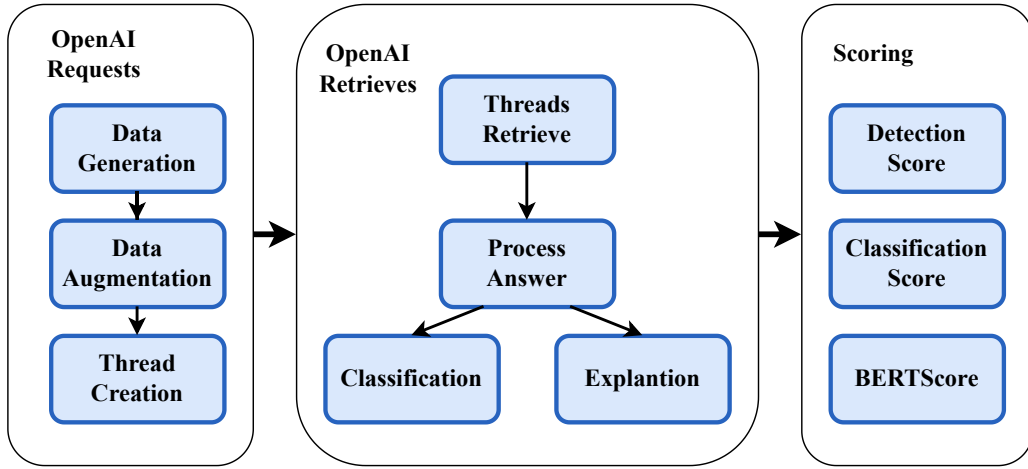 OpenAI
Requests
Data
Generation
Data
Augmentation
Thread
Creation
OpenAI
Retrieves
Threads
Retrieve
Process
Answer
Classification
Explantion
Scoring
Detection
Score
Classification
Score
BERTScore